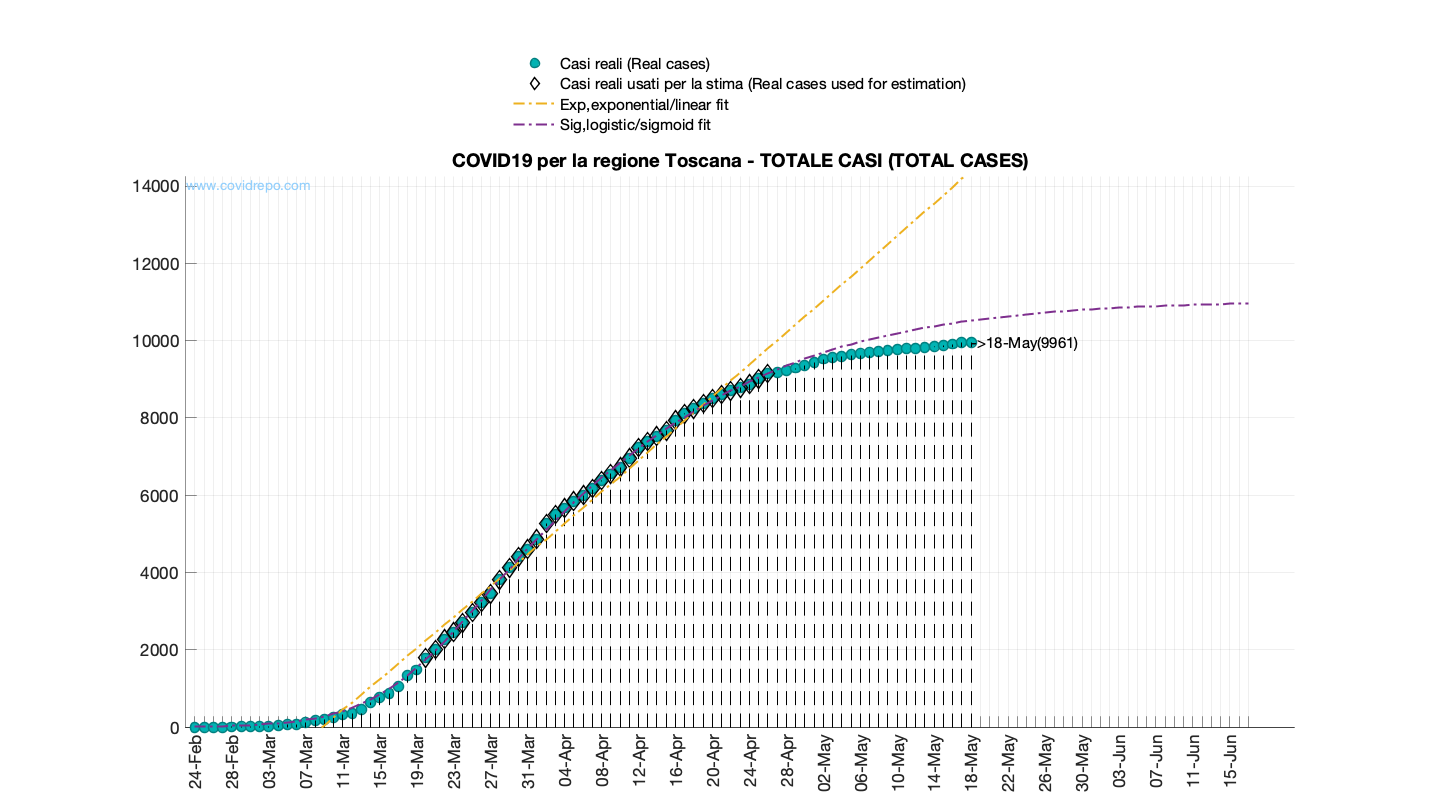 Casi reali (Real cases)
Casi reali usati per la stima (Real cases used for estimation)
Exp,exponential/linear fit
Sig,logistic/sigmoid fit
COVID19 per la regione Toscana - TOTALE CASI (TOTAL CASES)
www.covidrepo.com
14000
12000
10000
8000
6000
4000
2000
0
->18-May(9961)
24-Feb
28-Feb
03-Mar
07-Mar
11-Mar
15-Mar
19-Mar
23-Mar
27-Mar
31-Mar
04-Apr
08-Apr
12-Apr
16-Apr
20-Apr
24-Apr
28-Apr
02-May
06-May
10-May
14-May
18-May
22-May
26-May
30-May
03-Jun
07-Jun
11-Jun
15-Jun